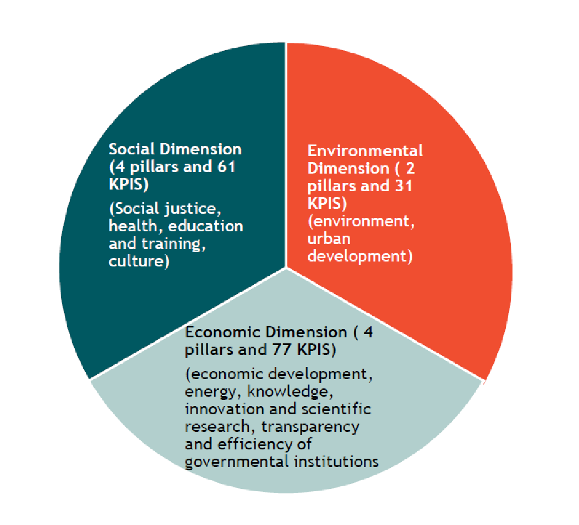 Social Dimension
(4 pillars and 61
KPIS)
(Social justice,
health, education
and training,
culture)
Environmental
Dimension ( 2
pillars and 31
KPIS)
(environment,
urban
development)
Economic Dimension ( 4
pillars and 77 KPIS)
(economic development,
energy, knowledge,
innovation and scientific
research, transparency
and efficiency of
governmental institutions